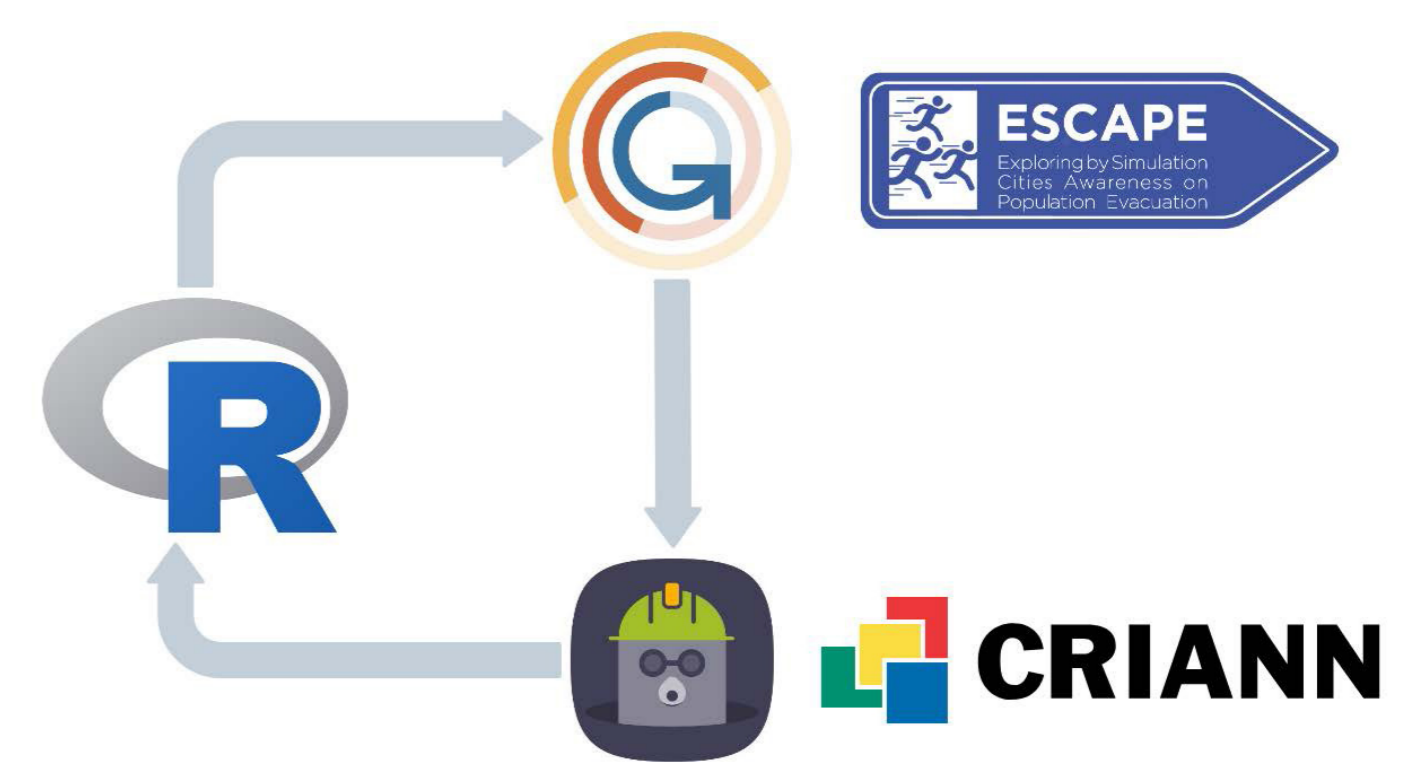 G
ESCAPE
Exploring by Simulation
Cities Awareness on
Population Evacuation
R
CRIANN